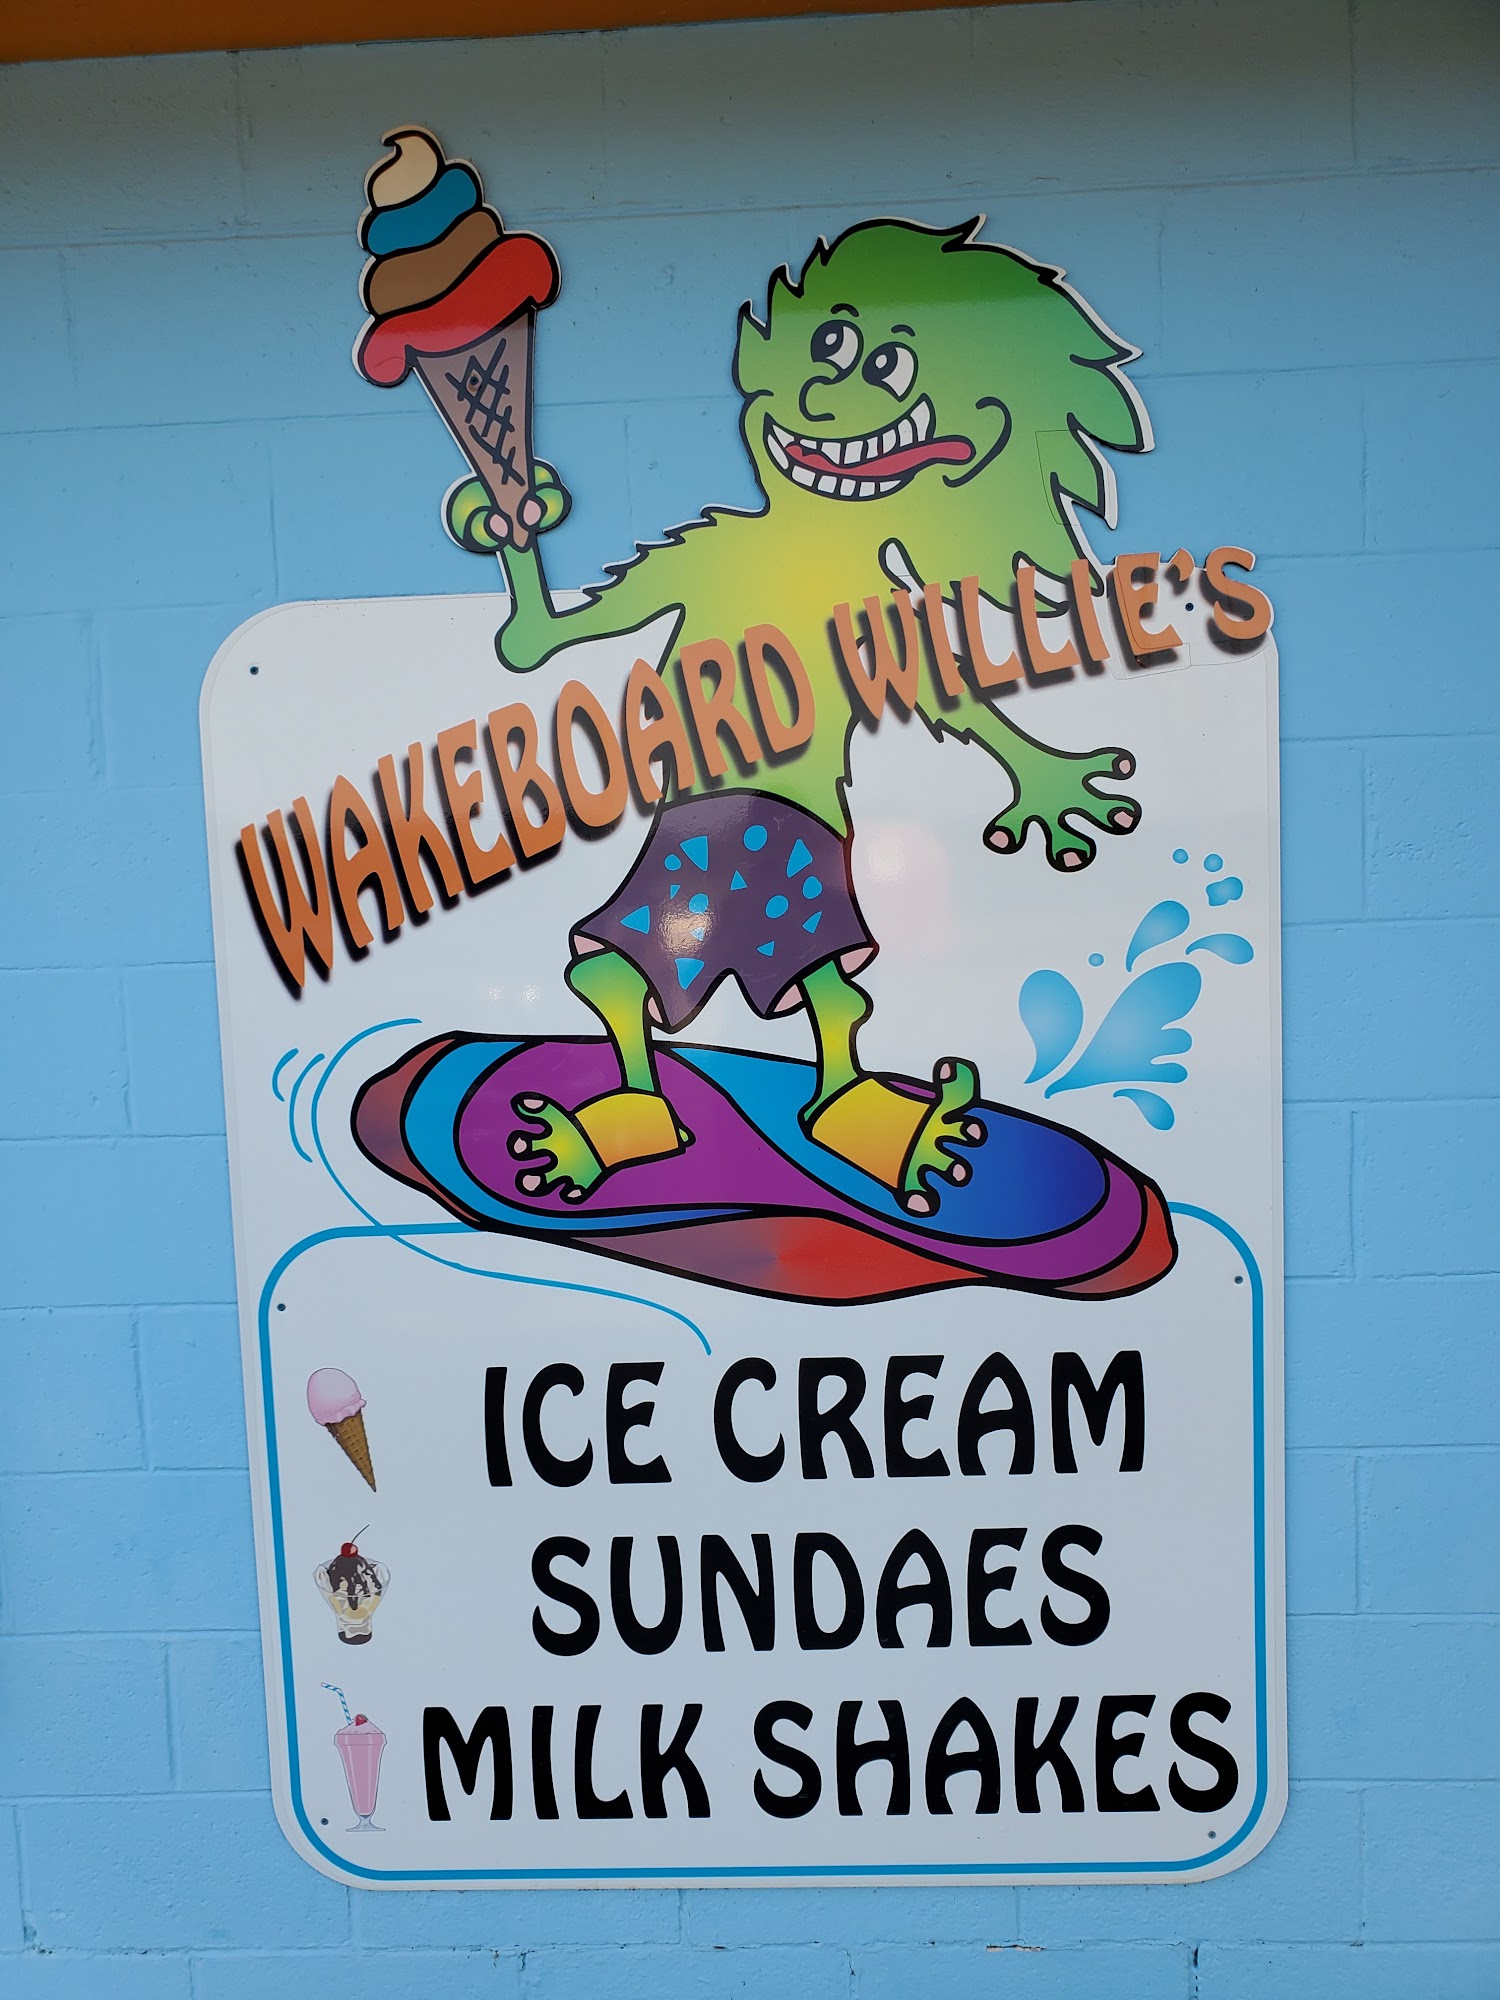 WAKEBOARD WILLIE'S
ICE CREAM
SUNDAES
MILK SHAKES